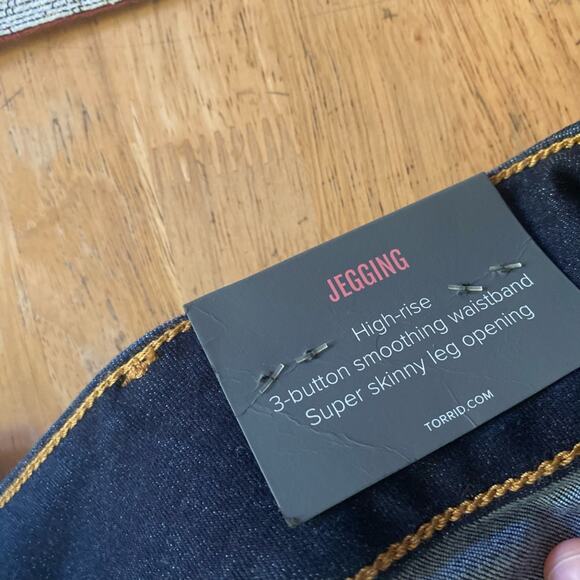 JEGGING
High-rise
3-button smoothing waistband
Super skinny leg opening
TORRID.COM